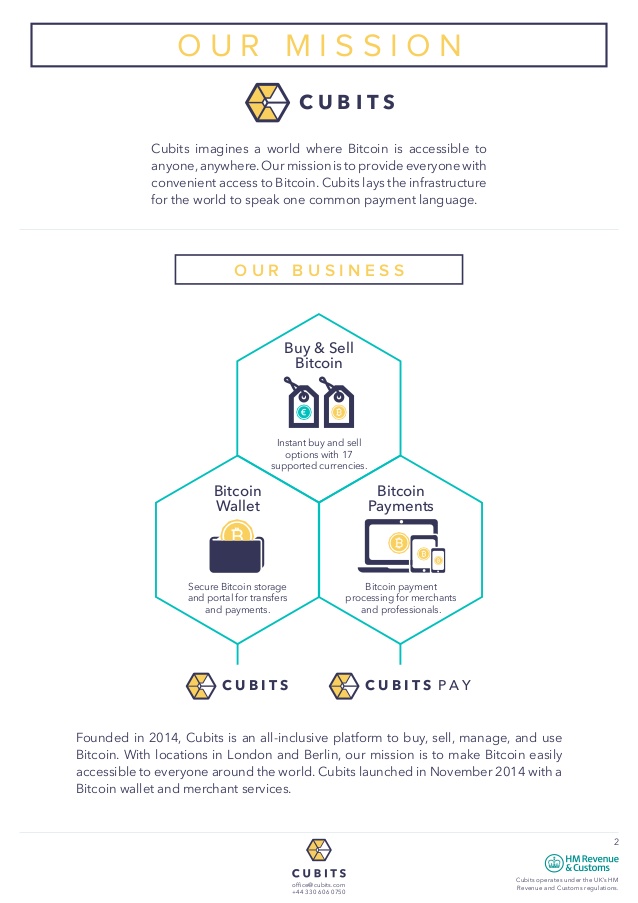 OUR MISSION
CUBITS
Cubits imagines a world where Bitcoin is accessible to
anyone, anywhere. Our mission is to provide everyone with
convenient access to Bitcoin. Cubits lays the infrastructure
for the world to speak one common payment language.
OUR BUSINESS
Buy & Sell
Bitcoin
Instant buy and sell
options with 17
supported currencies.
Bitcoin
Wallet
Secure Bitcoin storage
and portal for transfers
and payments.
Bitcoin
Payments
Bitcoin payment
processing for merchants
and professionals.
CUBITS
CUBITS PAY
Founded in 2014, Cubits is an all-inclusive platform to buy, sell, manage, and use
Bitcoin. With locations in London and Berlin, our mission is to make Bitcoin easily
accessible to everyone around the world. Cubits launched in November 2014 with a
Bitcoin wallet and merchant services.
2
CUBITS
office@cubits.com
+44 330 606 0750
HM Revenue
& Customs
Cubits operates under the UK's HM
Revenue and Customs regulations.